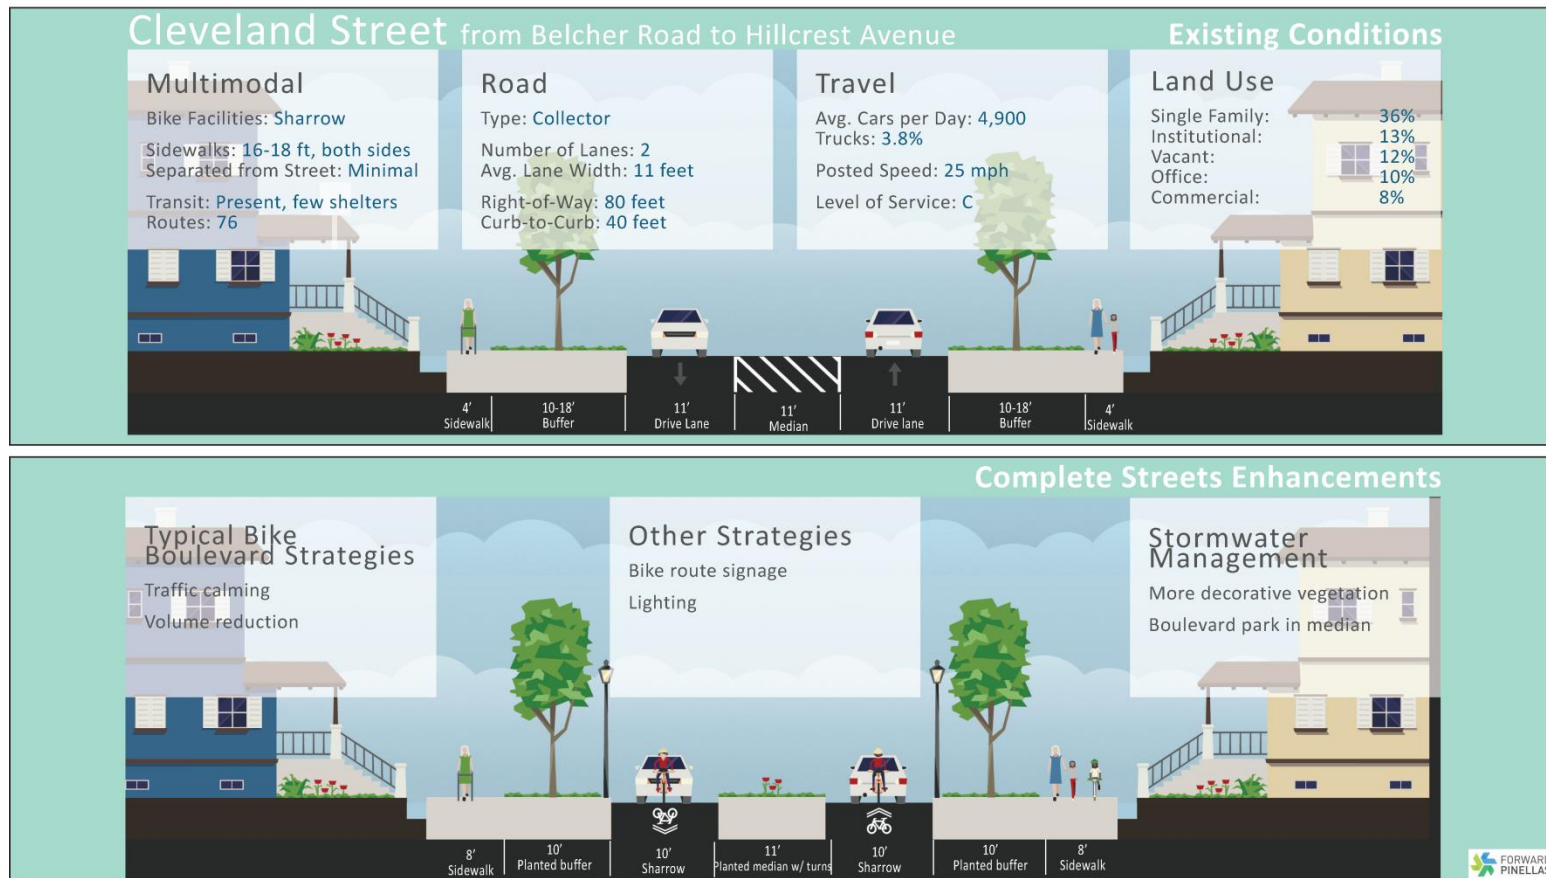 Cleveland Street from Belcher Road to Hillcrest Avenue
Existing Conditions
Multimodal
Bike Facilities: Sharrow
Sidewalks: 16-18 ft, both sides
Separated from Street: Minimal
Transit: Present, few shelters
Routes: 76
Road
Type: Collector
Number of Lanes: 2
Avg. Lane Width: 11 feet
Right-of-Way: 80 feet
Curb-to-Curb: 40 feet
Travel
Avg. Cars per Day: 4,900
Trucks: 3.8%
Posted Speed: 25 mph
Level of Service: C
Land Use
Single Family: 36%
Institutional: 13%
Vacant: 12%
Office: 10%
Commercial: 8%
4'
Sidewalk
10-18'
Buffer
11'
Drive Lane
11'
Median
11'
Drive lane
10-18'
Buffer
4'
Sidewalk
Complete Streets Enhancements
Typical Bike
Boulevard Strategies
Traffic calming
Volume reduction
Other Strategies
Bike route signage
Lighting
Stormwater
Management
More decorative vegetation
Boulevard park in median
8'
Sidewalk
10'
Planted buffer
10'
Sharrow
11'
Planted median w/ turns
10'
Sharrow
10'
Planted buffer
8'
Sidewalk
FORWARD
PINELLAS